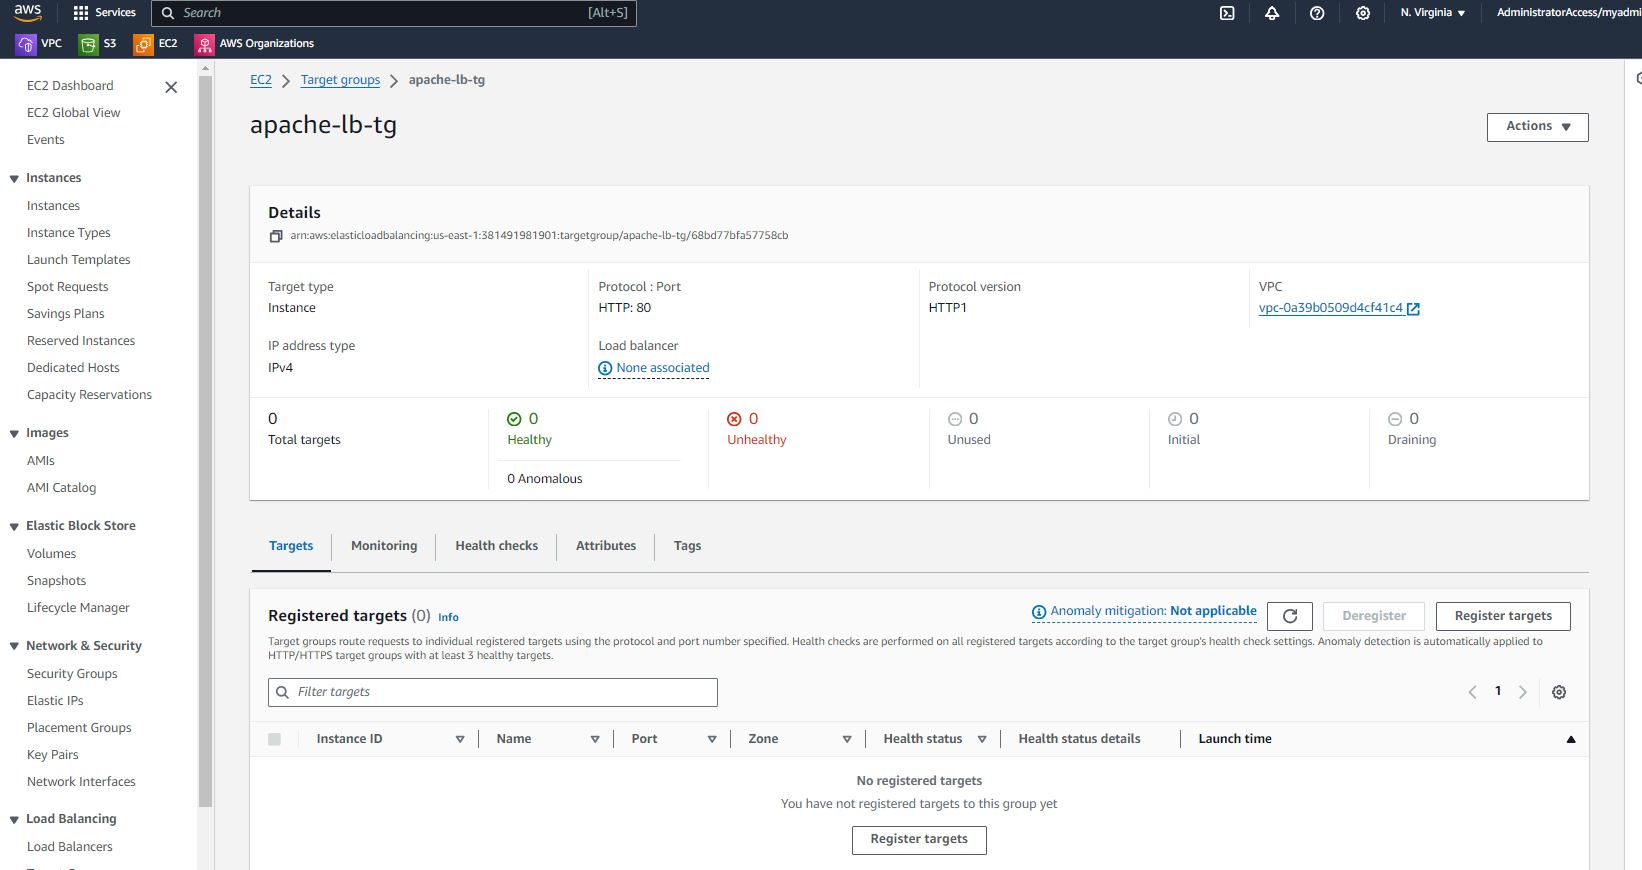 aws Services Search [Alt+S] N. Virginia AdministratorAccess/myadmi
VPC S3 EC2 AWS Organizations
EC2 Dashboard
EC2 Global View
Events
Instances
Instances
Instance Types
Launch Templates
Spot Requests
Savings Plans
Reserved Instances
Dedicated Hosts
Capacity Reservations
Images
AMIs
AMI Catalog
Elastic Block Store
Volumes
Snapshots
Lifecycle Manager
Network & Security
Security Groups
Elastic IPs
Placement Groups
Key Pairs
Network Interfaces
Load Balancing
Load Balancers
EC2 Target groups apache-lb-tg
apache-lb-tg
Actions
Details
arn:aws:elasticloadbalancing:us-east-1:381491981901:targetgroup/apache-lb-tg/68bd77bfa57758cb
Target type
Instance
Protocol : Port
HTTP: 80
Protocol version
HTTP1
VPC
vpc-0a39b0509d4cf41c4
IP address type
IPv4
Load balancer
None associated
0
Total targets
0
Healthy
0 Anomalous
0
Unhealthy
0
Unused
0
Initial
0
Draining
Targets Monitoring Health checks Attributes Tags
Registered targets (0) Info
Anomaly mitigation: Not applicable Deregister Register targets
Target groups route requests to individual registered targets using the protocol and port number specified. Health checks are performed on all registered targets according to the target group's health check settings. Anomaly detection is automatically applied to
HTTP/HTTPS target groups with at least 3 healthy targets.
Filter targets
1
Instance ID Name Port Zone Health status Health status details Launch time
No registered targets
You have not registered targets to this group yet
Register targets